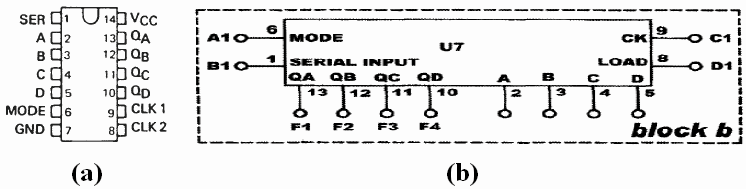 SER 1 14 VCC
A 2 13 QA
B 3 12 QB
C 4 11 QC
D 5 10 QD
MODE 6 9 CLK 1
GND 7 8 CLK 2
(a)
A1 6 MODE U7 CK 9 C1
B1 1 SERIAL INPUT LOAD 8 D1
QA QB QC QD A B C D
13 12 11 10 2 3 4 5
F1 F2 F3 F4
block b
(b)